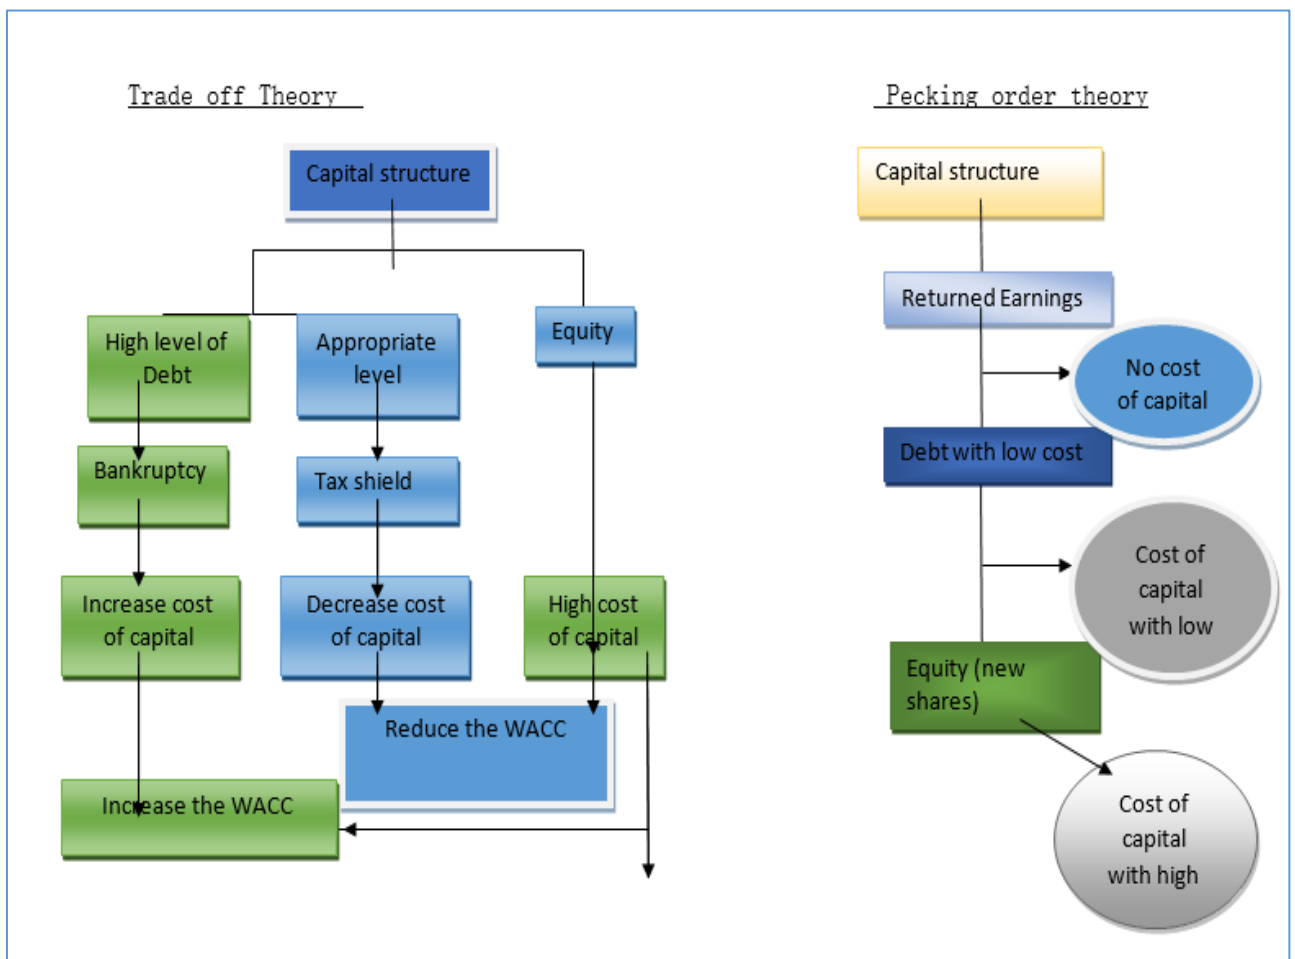 Trade off Theory
Capital structure
High level of
Debt
Appropriate
level
Equity
Bankruptcy
Tax shield
Increase cost
of capital
Decrease cost
of capital
High cost
of capital
Reduce the WACC
Increase the WACC
Pecking order theory
Capital structure
Returned Earnings
No cost
of capital
Debt with low cost
Cost of
capital
with low
Equity (new
shares)
Cost of
capital
with high